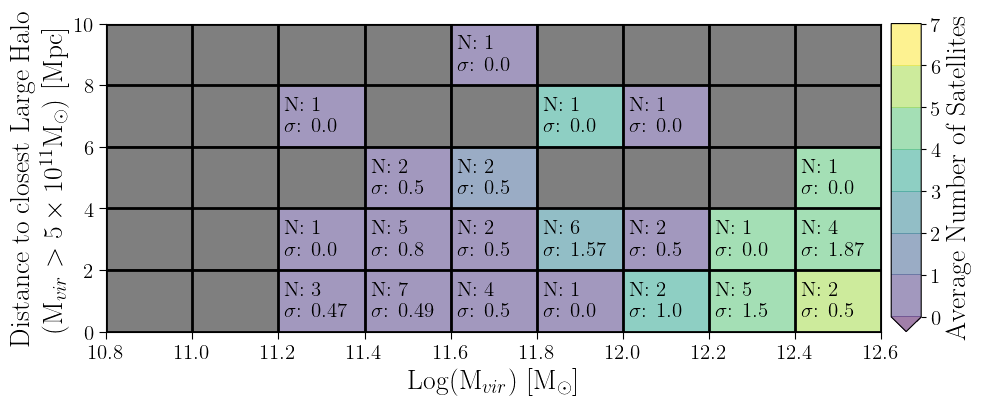 Distance to closest Large Halo
(M_vir > 5 × 10^11 M_⊙) [Mpc]
10
8
6
4
2
0
N: 1
σ: 0.0
N: 1
σ: 0.0
N: 1
σ: 0.0
N: 1
σ: 0.0
N: 2
σ: 0.5
N: 2
σ: 0.5
N: 1
σ: 0.0
N: 1
σ: 0.0
N: 5
σ: 0.8
N: 2
σ: 0.5
N: 6
σ: 1.57
N: 2
σ: 0.5
N: 1
σ: 0.0
N: 4
σ: 1.87
N: 3
σ: 0.47
N: 7
σ: 0.49
N: 4
σ: 0.5
N: 1
σ: 0.0
N: 2
σ: 1.0
N: 5
σ: 1.5
N: 2
σ: 0.5
10.8 11.0 11.2 11.4 11.6 11.8 12.0 12.2 12.4 12.6
Log(M_vir) [M_⊙]
7
6
5
4
3
2
1
0
Average Number of Satellites